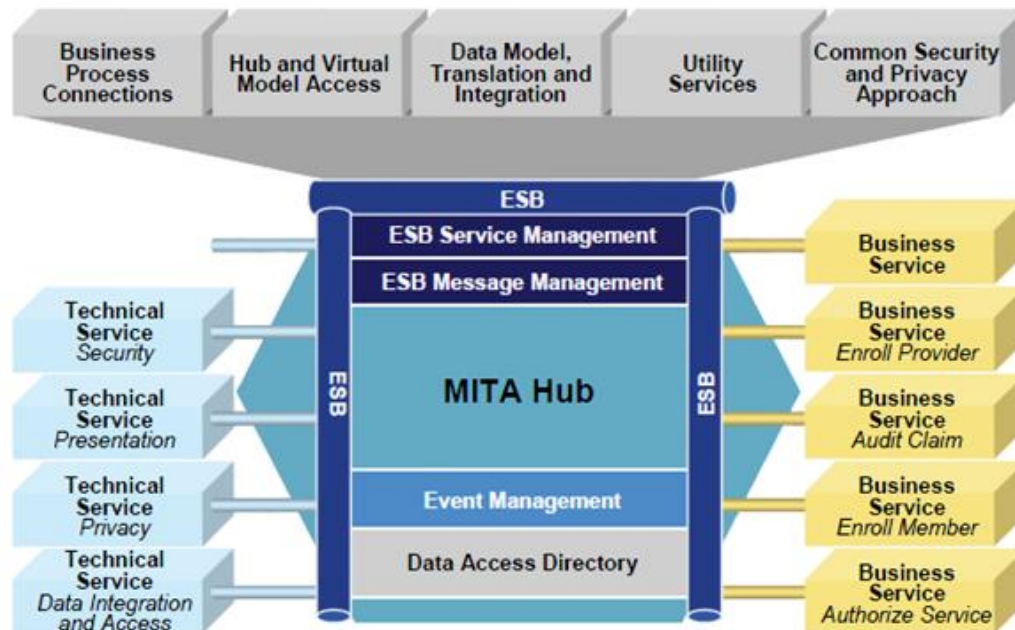 Business
Process
Connections
Hub and Virtual
Model Access
Data Model,
Translation and
Integration
Utility
Services
Common Security
and Privacy
Approach
ESB
ESB
ESB
ESB Service Management
ESB Message Management
MITA Hub
Event Management
Data Access Directory
Technical
Service
Security
Technical
Service
Presentation
Technical
Service
Privacy
Technical
Service
Data Integration
and Access
Business
Service
Business
Service
Enroll Provider
Business
Service
Audit Claim
Business
Service
Enroll Member
Business
Service
Authorize Service